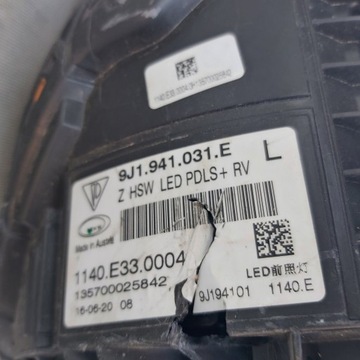 9J1.941.031.E L
Z HSW LED PDLS+ RV
Made in Austria
1140.E33.0004
135700025842
16-06-20 08
9J194101
LED前照灯
1140.E